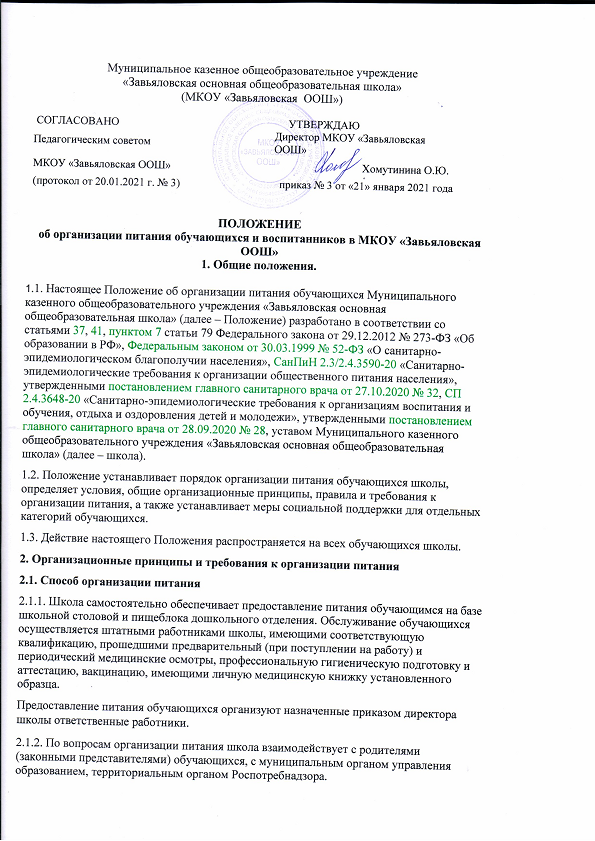 Муниципальное казенное общеобразовательное учреждение
«Завьяловская основная общеобразовательная школа»
(МКОУ «Завьяловская ООШ»)
СОГЛАСОВАНО
Педагогическим советом
МКОУ «Завьяловская ООШ»
(протокол от 20.01.2021 г. № 3)
УТВЕРЖДАЮ
Директор МКОУ «Завьяловская
ООШ»
Хомутинина О.Ю.
приказ № 3 от «21» января 2021 года
МКОУ
«ЗАВЬЯЛОВСКАЯ
ООШ»
ПОЛОЖЕНИЕ
об организации питания обучающихся и воспитанников в МКОУ «Завьяловская
ООШ»
1. Общие положения.
1.1. Настоящее Положение об организации питания обучающихся Муниципального
казенного общеобразовательного учреждения «Завьяловская основная
общеобразовательная школа» (далее – Положение) разработано в соответствии со
статьями 37, 41, пунктом 7 статьи 79 Федерального закона от 29.12.2012 № 273-ФЗ «Об
образовании в РФ», Федеральным законом от 30.03.1999 № 52-ФЗ «О санитарно-
эпидемиологическом благополучии населения», СанПиН 2.3/2.4.3590-20 «Санитарно-
эпидемиологические требования к организации общественного питания населения»,
утвержденными постановлением главного санитарного врача от 27.10.2020 № 32, СП
2.4.3648-20 «Санитарно-эпидемиологические требования к организациям воспитания и
обучения, отдыха и оздоровления детей и молодежи», утвержденными постановлением
главного санитарного врача от 28.09.2020 № 28, уставом Муниципального казенного
общеобразовательного учреждения «Завьяловская основная общеобразовательная
школа» (далее – школа).
1.2. Положение устанавливает порядок организации питания обучающихся школы,
определяет условия, общие организационные принципы, правила и требования к
организации питания, а также устанавливает меры социальной поддержки для отдельных
категорий обучающихся.
1.3. Действие настоящего Положения распространяется на всех обучающихся школы.
2. Организационные принципы и требования к организации питания
2.1. Способ организации питания
2.1.1. Школа самостоятельно обеспечивает предоставление питания обучающимся на базе
школьной столовой и пищеблока дошкольного отделения. Обслуживание обучающихся
осуществляется штатными работниками школы, имеющими соответствующую
квалификацию, прошедшими предварительный (при поступлении на работу) и
периодический медицинские осмотры, профессиональную гигиеническую подготовку и
аттестацию, вакцинацию, имеющими личную медицинскую книжку установленного
образца.
Предоставление питания обучающихся организуют назначенные приказом директора
школы ответственные работники.
2.1.2. По вопросам организации питания школа взаимодействует с родителями
(законными представителями) обучающихся, с муниципальным органом управления
образованием, территориальным органом Роспотребнадзора.